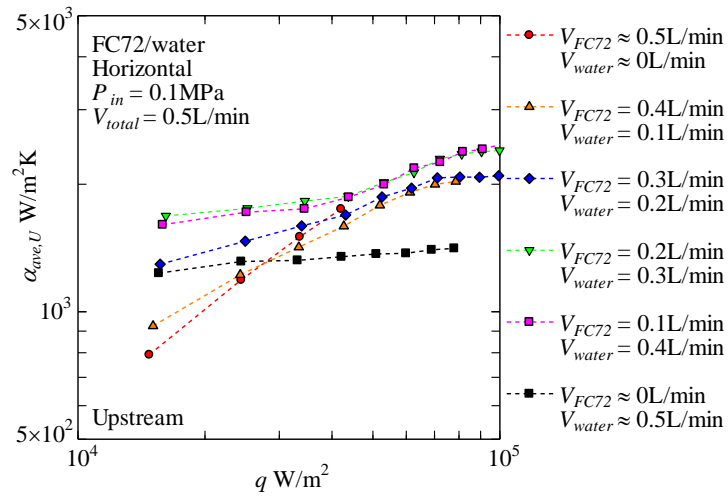 5×10³
FC72/water
Horizontal
P_in = 0.1MPa
V_total = 0.5L/min
α_ave,U W/m²K
10³
Upstream
5×10²
10⁴
10⁵
q W/m²
V_FC72 ≈ 0.5L/min
V_water ≈ 0L/min
V_FC72 = 0.4L/min
V_water = 0.1L/min
V_FC72 = 0.3L/min
V_water = 0.2L/min
V_FC72 = 0.2L/min
V_water = 0.3L/min
V_FC72 = 0.1L/min
V_water = 0.4L/min
V_FC72 ≈ 0L/min
V_water ≈ 0.5L/min